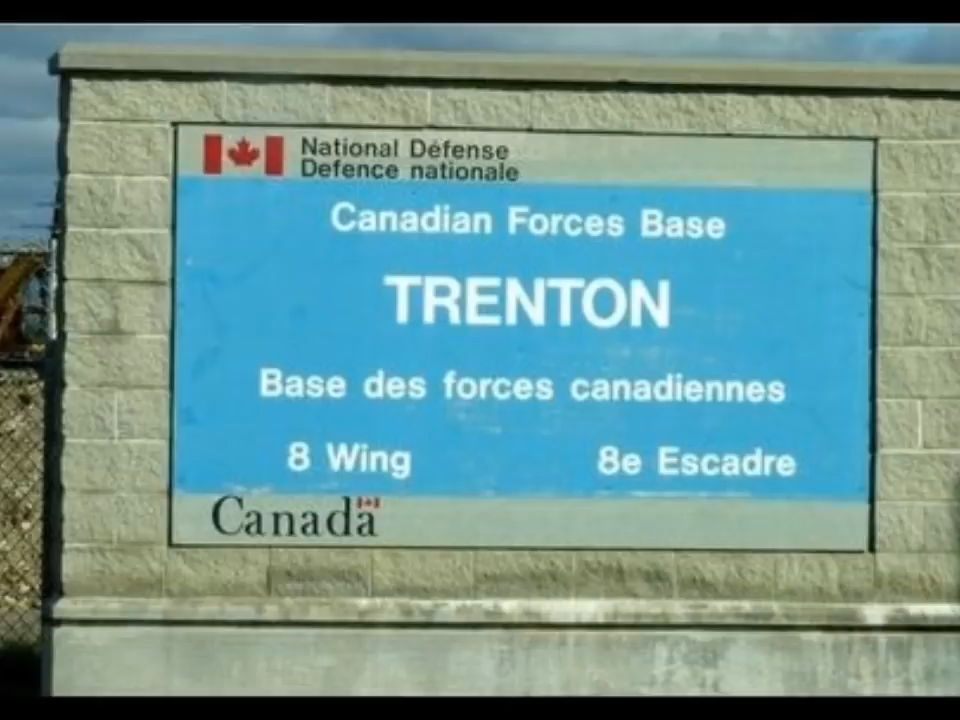 National Défense
Defence nationale
Canadian Forces Base
TRENTON
Base des forces canadiennes
8 Wing 8e Escadre
Canada